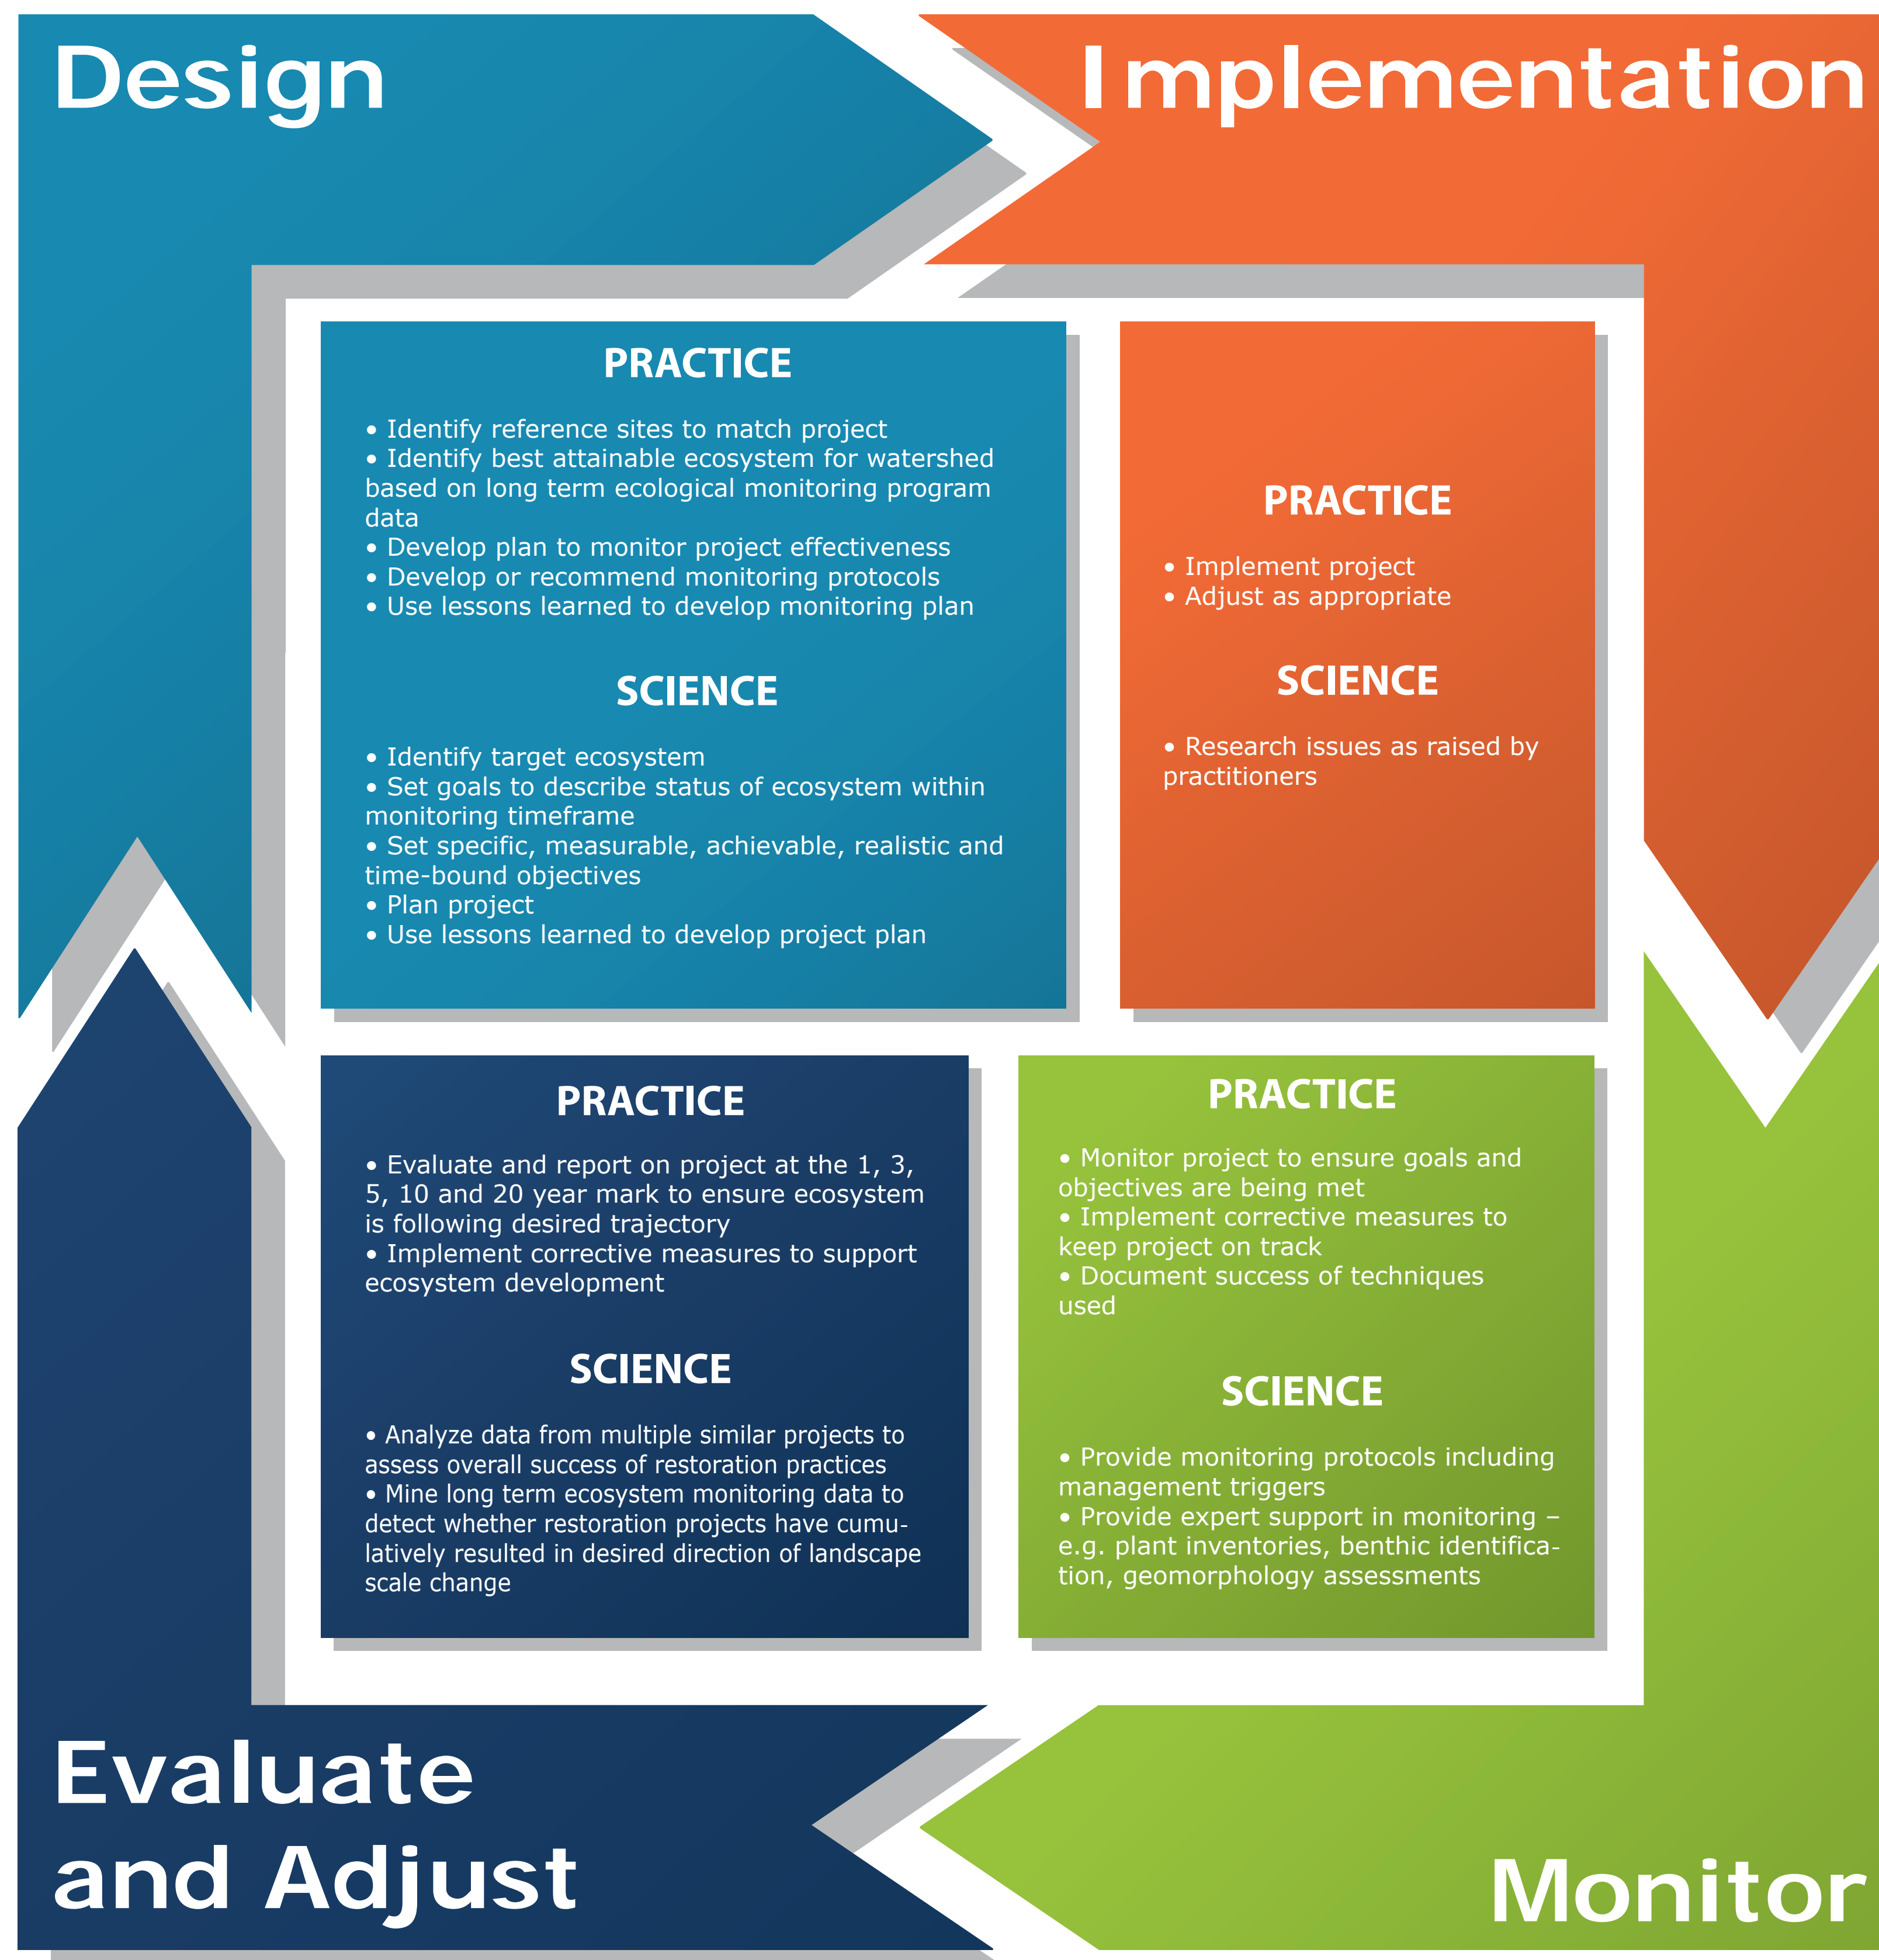 Design
Implementation
PRACTICE
• Identify reference sites to match project
• Identify best attainable ecosystem for watershed
based on long term ecological monitoring program
data
• Develop plan to monitor project effectiveness
• Develop or recommend monitoring protocols
• Use lessons learned to develop monitoring plan
SCIENCE
• Identify target ecosystem
• Set goals to describe status of ecosystem within
monitoring timeframe
• Set specific, measurable, achievable, realistic and
time-bound objectives
• Plan project
• Use lessons learned to develop project plan
PRACTICE
• Implement project
• Adjust as appropriate
SCIENCE
• Research issues as raised by
practitioners
PRACTICE
• Evaluate and report on project at the 1, 3,
5, 10 and 20 year mark to ensure ecosystem
is following desired trajectory
• Implement corrective measures to support
ecosystem development
SCIENCE
• Analyze data from multiple similar projects to
assess overall success of restoration practices
• Mine long term ecosystem monitoring data to
detect whether restoration projects have cumu-
latively resulted in desired direction of landscape
scale change
PRACTICE
• Monitor project to ensure goals and
objectives are being met
• Implement corrective measures to
keep project on track
• Document success of techniques
used
SCIENCE
• Provide monitoring protocols including
management triggers
• Provide expert support in monitoring –
e.g. plant inventories, benthic identifica-
tion, geomorphology assessments
Evaluate
and Adjust
Monitor